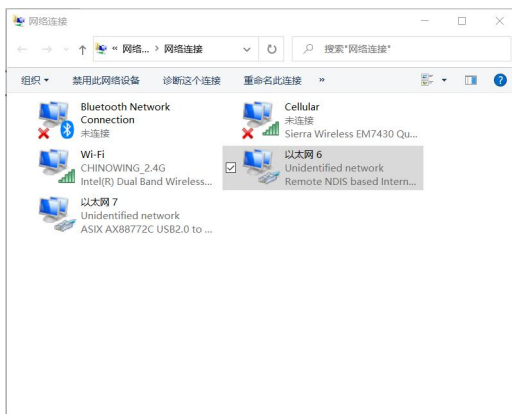 网络连接
« 网络... > 网络连接
搜索"网络连接"
组织 禁用此网络设备 诊断这个连接 重命名此连接 »
Bluetooth Network
Connection
未连接
Cellular
未连接
Sierra Wireless EM7430 Qu...
Wi-Fi
CHINOWING_2.4G
Intel(R) Dual Band Wireless...
以太网 6
Unidentified network
Remote NDIS based Intern...
以太网 7
Unidentified network
ASIX AX88772C USB2.0 to ...